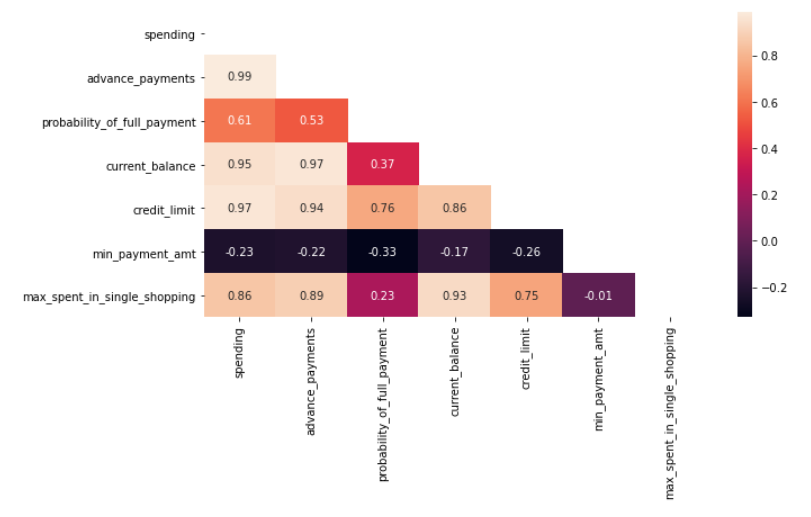 spending
advance_payments 0.99
probability_of_full_payment 0.61 0.53
current_balance 0.95 0.97 0.37
credit_limit 0.97 0.94 0.76 0.86
min_payment_amt -0.23 -0.22 -0.33 -0.17 -0.26
max_spent_in_single_shopping 0.86 0.89 0.23 0.93 0.75 -0.01
spending
advance_payments
probability_of_full_payment
current_balance
credit_limit
min_payment_amt
max_spent_in_single_shopping
0.8
0.6
0.4
0.2
0.0
−0.2